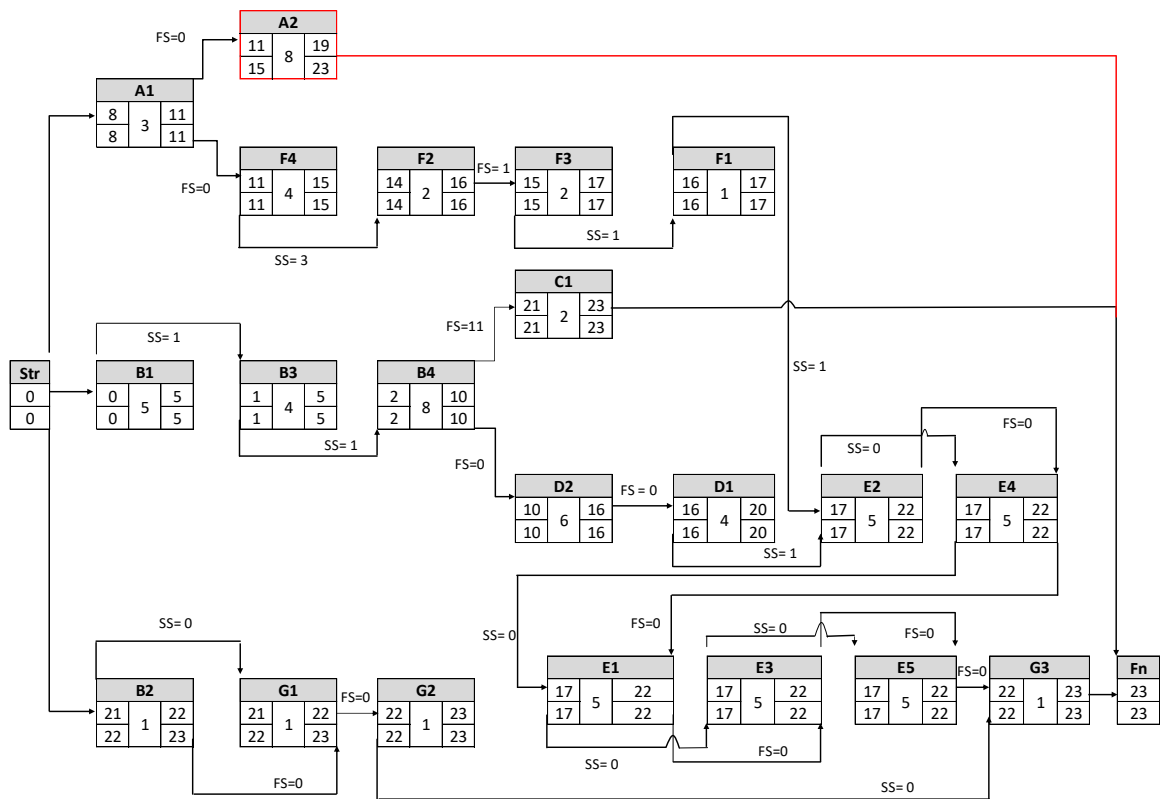 A2
FS=0
11 8 19
15 23
A1
8 3 11
8 11
FS=0
F4
11 4 15
11 15
SS= 3
F2
14 2 16
14 16
FS= 1
F3
15 2 17
15 17
SS= 1
F1
16 1 17
16 17
SS= 1
C1
21 2 23
21 23
FS=11
Str
0
0
B1
0 5 5
0 5
SS= 1
B3
1 4 5
1 5
SS= 1
B4
2 8 10
2 10
FS=0
D2
10 6 16
10 16
FS = 0
D1
16 4 20
16 20
SS= 1
E2
17 5 22
17 22
SS= 0
FS=0
E4
17 5 22
17 22
SS= 0
FS=0
B2
21 1 22
22 23
SS= 0
FS=0
G1
21 1 22
22 23
FS=0
G2
22 1 23
22 23
SS= 0
E1
17 5 22
17 22
SS= 0
FS=0
E3
17 5 22
17 22
SS= 0
FS=0
E5
17 5 22
17 22
FS=0
G3
22 1 23
22 23
Fn
23
23